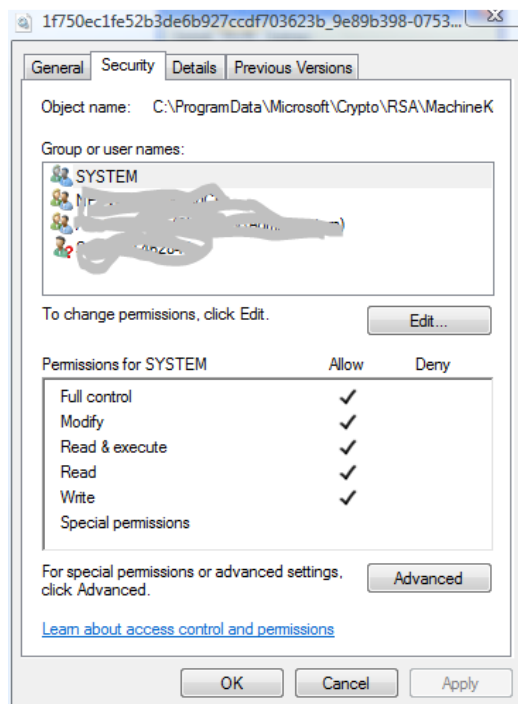 1f750ec1fe52b3de6b927ccdf703623b_9e89b398-0753...
General Security Details Previous Versions
Object name: C:\ProgramData\Microsoft\Crypto\RSA\MachineK
Group or user names:
SYSTEM
To change permissions, click Edit.
Edit...
Permissions for SYSTEM Allow Deny
Full control
Modify
Read & execute
Read
Write
Special permissions
For special permissions or advanced settings,
click Advanced.
Advanced
Learn about access control and permissions
OK Cancel Apply